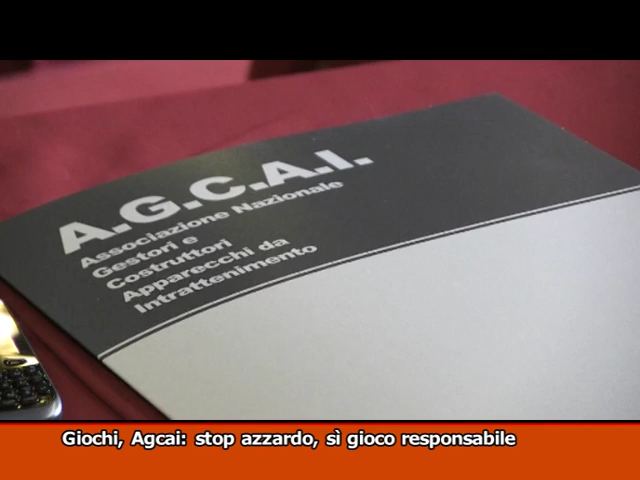 A.G.C.A.I.
Associazione Nazionale
Gestori e
Costruttori
Apparecchi da
Intrattenimento
Giochi, Agcai: stop azzardo, sì gioco responsabile